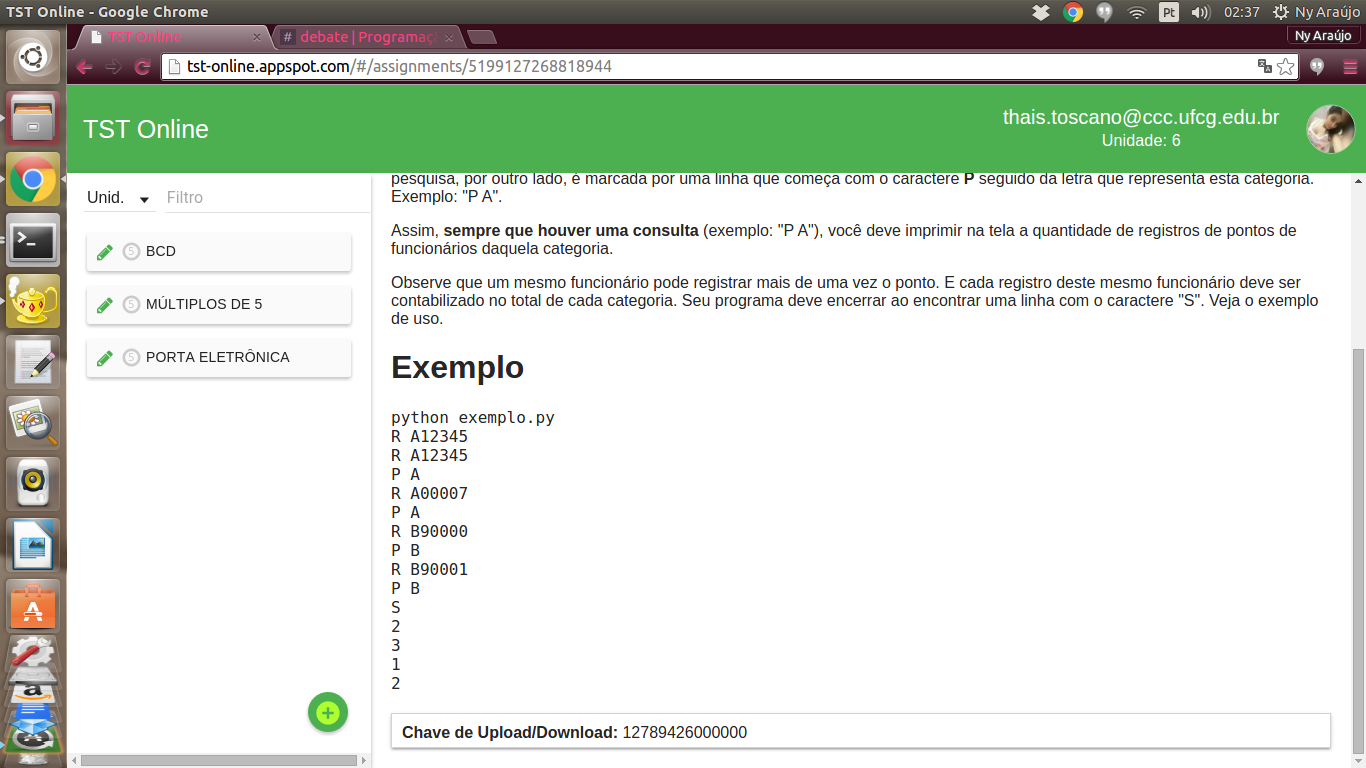 TST Online - Google Chrome
Pt
02:37
Ny Araújo
TST Online
# debate | Programaç
Ny Araújo
tst-online.appspot.com/#/assignments/5199127268818944
TST Online
thais.toscano@ccc.ufcg.edu.br
Unidade: 6
Unid.
Filtro
5 BCD
5 MÚLTIPLOS DE 5
5 PORTA ELETRÔNICA
pesquisa, por outro lado, é marcada por uma linha que começa com o caractere P seguido da letra que representa esta categoria.
Exemplo: "P A".
Assim, sempre que houver uma consulta (exemplo: "P A"), você deve imprimir na tela a quantidade de registros de pontos de
funcionários daquela categoria.
Observe que um mesmo funcionário pode registrar mais de uma vez o ponto. E cada registro deste mesmo funcionário deve ser
contabilizado no total de cada categoria. Seu programa deve encerrar ao encontrar uma linha com o caractere "S". Veja o exemplo
de uso.
Exemplo
python exemplo.py
R A12345
R A12345
P A
R A00007
P A
R B90000
P B
R B90001
P B
S
2
3
1
2
Chave de Upload/Download: 12789426000000